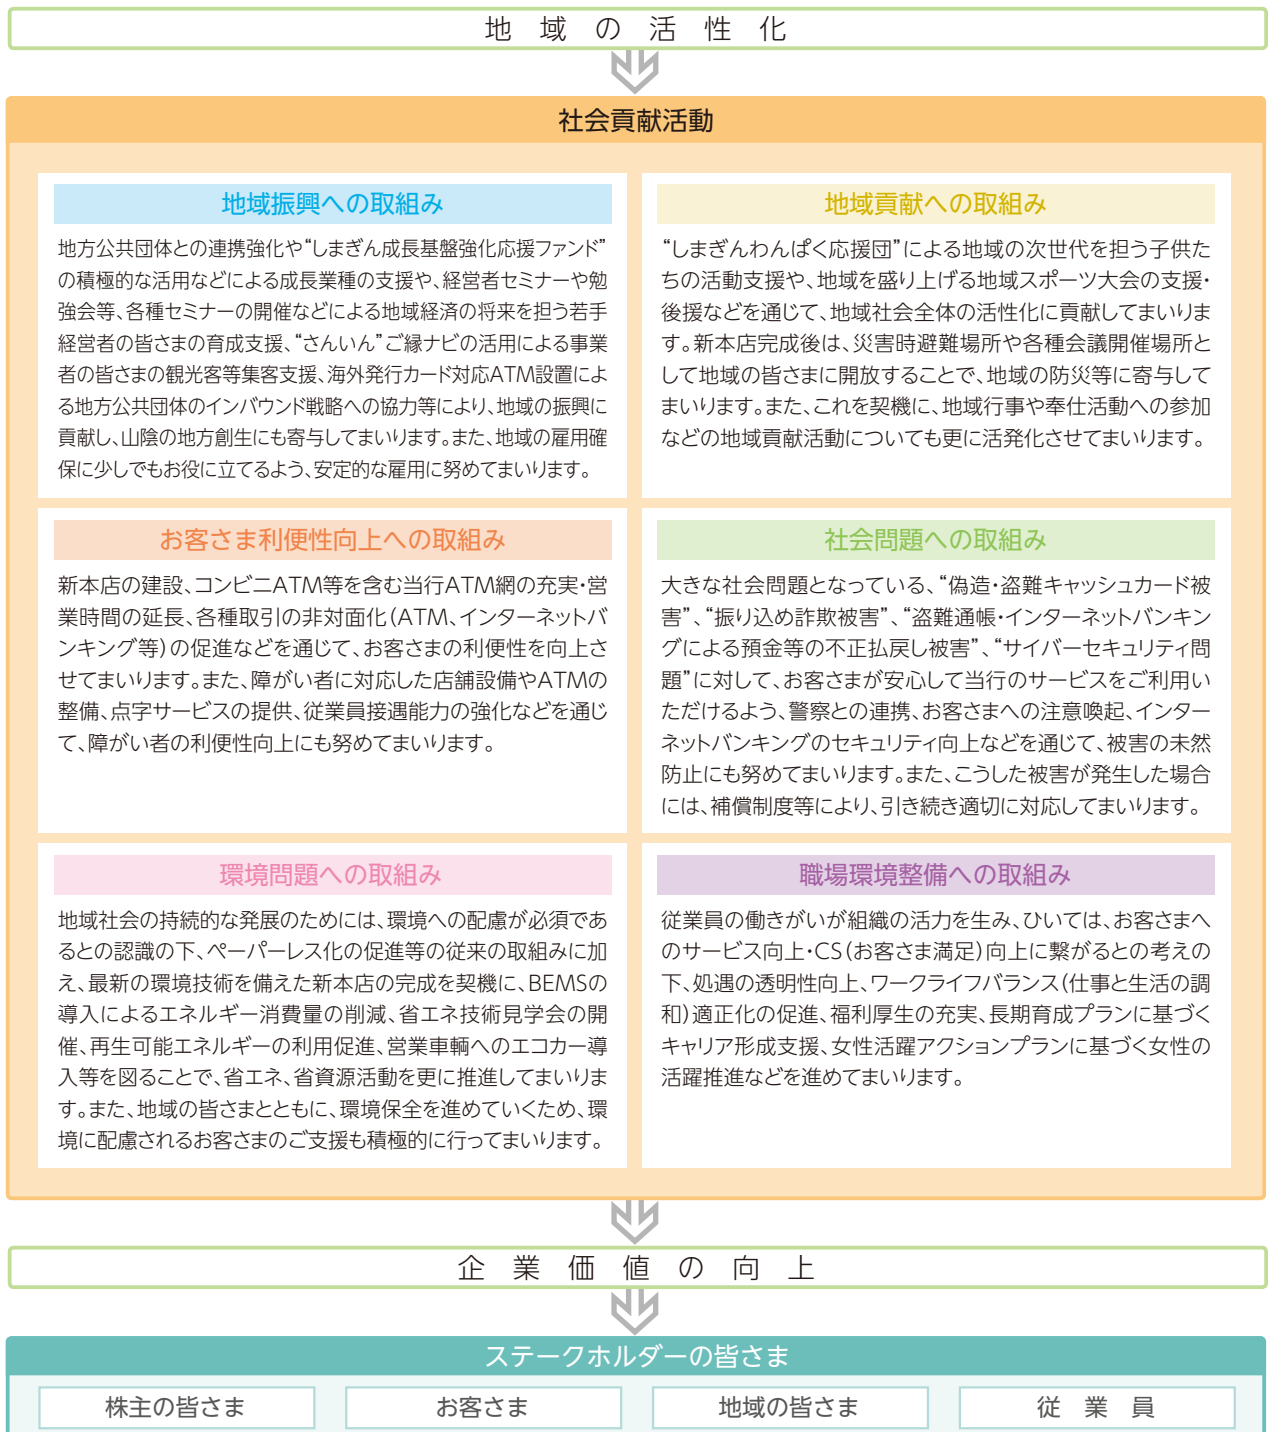 地域の活性化
社会貢献活動
地域振興への取組み
地方公共団体との連携強化や“しまぎん成長基盤強化応援ファンド”
の積極的な活用などによる成長業種の支援や、経営者セミナーや勉
強会等、各種セミナーの開催などによる地域経済の将来を担う若手
経営者の皆さまの育成支援、“さんいん”ご縁ナビの活用による事業
者の皆さまの観光客等集客支援、海外発行カード対応ATM設置によ
る地方公共団体のインバウンド戦略への協力等により、地域の振興に
貢献し、山陰の地方創生にも寄与してまいります。また、地域の雇用確
保に少しでもお役に立てるよう、安定的な雇用に努めてまいります。
地域貢献への取組み
“しまぎんわんぱく応援団”による地域の次世代を担う子供た
ちの活動支援や、地域を盛り上げる地域スポーツ大会の支援・
後援などを通じて、地域社会全体の活性化に貢献してまいりま
す。新本店完成後は、災害時避難場所や各種会議開催場所と
して地域の皆さまに開放することで、地域の防災等に寄与して
まいります。また、これを契機に、地域行事や奉仕活動への参加
などの地域貢献活動についても更に活発化させてまいります。
お客さま利便性向上への取組み
新本店の建設、コンビニATM等を含む当行ATM網の充実・営
業時間の延長、各種取引の非対面化（ATM、インターネットバ
ンキング等）の促進などを通じて、お客さまの利便性を向上さ
せてまいります。また、障がい者に対応した店舗設備やATMの
整備、点字サービスの提供、従業員接遇能力の強化などを通じ
て、障がい者の利便性向上にも努めてまいります。
社会問題への取組み
大きな社会問題となっている、“偽造・盗難キャッシュカード被
害”、“振り込め詐欺被害”、“盗難通帳・インターネットバンキン
グによる預金等の不正払戻し被害”、“サイバーセキュリティ問
題”に対して、お客さまが安心して当行のサービスをご利用い
ただけるよう、警察との連携、お客さまへの注意喚起、インター
ネットバンキングのセキュリティ向上などを通じて、被害の未然
防止にも努めてまいります。また、こうした被害が発生した場合
には、補償制度等により、引き続き適切に対応してまいります。
環境問題への取組み
地域社会の持続的な発展のためには、環境への配慮が必須であ
るとの認識の下、ペーパーレス化の促進等の従来の取組みに加
え、最新の環境技術を備えた新本店の完成を契機に、BEMSの
導入によるエネルギー消費量の削減、省エネ技術見学会の開
催、再生可能エネルギーの利用促進、営業車輌へのエコカー導
入等を図ることで、省エネ、省資源活動を更に推進してまいりま
す。また、地域の皆さまとともに、環境保全を進めていくため、環
境に配慮されるお客さまのご支援も積極的に行ってまいります。
職場環境整備への取組み
従業員の働きがいが組織の活力を生み、ひいては、お客さまへ
のサービス向上・CS（お客さま満足）向上に繋がるとの考えの
下、処遇の透明性向上、ワークライフバランス（仕事と生活の調
和）適正化の促進、福利厚生の充実、長期育成プランに基づく
キャリア形成支援、女性活躍アクションプランに基づく女性の
活躍推進などを進めてまいります。
企業価値の向上
ステークホルダーの皆さま
株主の皆さま
お客さま
地域の皆さま
従業員